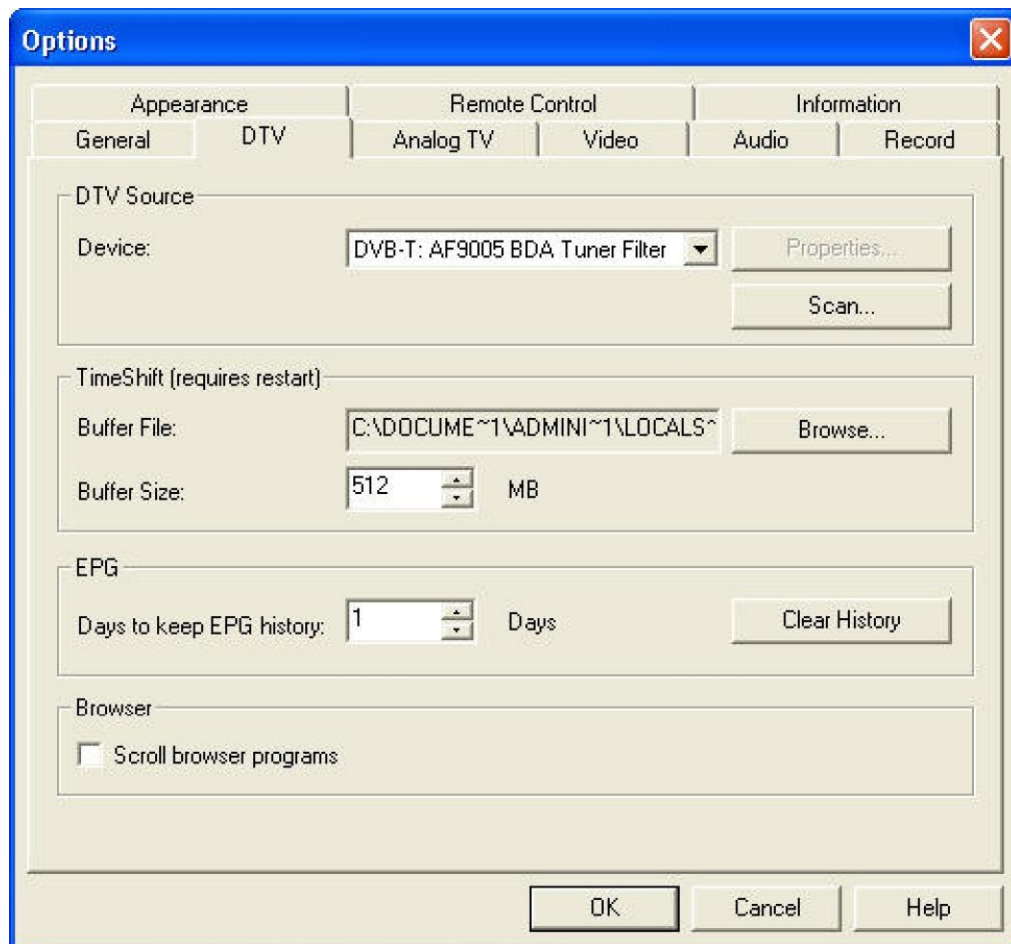 Options
Appearance Remote Control Information
General DTV Analog TV Video Audio Record
DTV Source
Device: DVB-T: AF9005 BDA Tuner Filter Properties...
Scan...
TimeShift (requires restart)
Buffer File: C:\DOCUME~1\ADMINI~1\LOCALS~ Browse...
Buffer Size: 512 MB
EPG
Days to keep EPG history: 1 Days Clear History
Browser
Scroll browser programs
OK Cancel Help